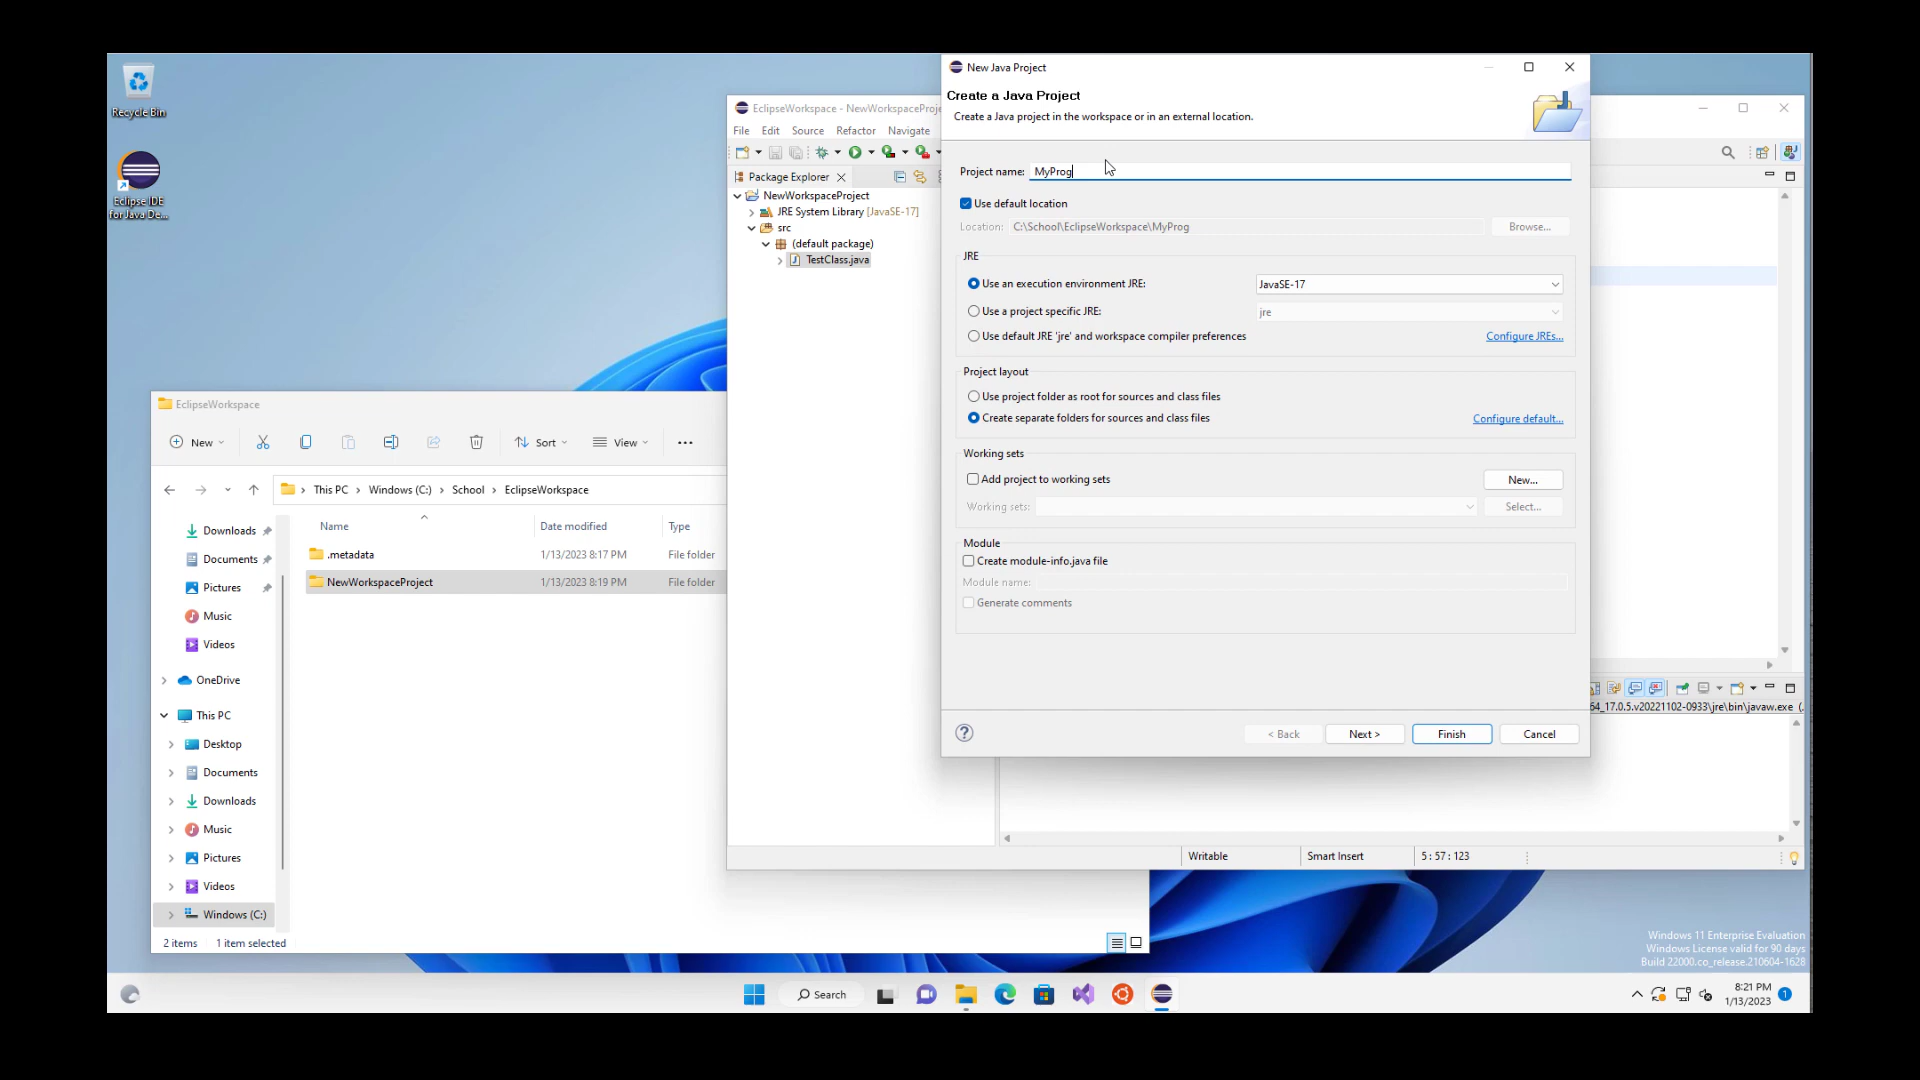 Recycle Bin
Eclipse IDE
for Java De...
New Java Project
Create a Java Project
Create a Java project in the workspace or in an external location.
Project name: MyProg
Use default location
Location: C:\School\EclipseWorkspace\MyProg
Browse...
JRE
Use an execution environment JRE:
JavaSE-17
Use a project specific JRE:
jre
Use default JRE 'jre' and workspace compiler preferences
Configure JREs...
Project layout
Use project folder as root for sources and class files
Create separate folders for sources and class files
Configure default...
Working sets
Add project to working sets
New...
Working sets:
Select...
Module
Create module-info.java file
Module name:
Generate comments
< Back
Next >
Finish
Cancel
EclipseWorkspace - NewWorkspaceProje
File Edit Source Refactor Navigate
Package Explorer
NewWorkspaceProject
JRE System Library [JavaSE-17]
src
(default package)
TestClass.java
64_17.0.5.v20221102-0933\jre\bin\javaw.exe (
Writable
Smart Insert
5 : 57 : 123
EclipseWorkspace
New
Sort
View
This PC > Windows (C:) > School > EclipseWorkspace
Name
Date modified
Type
.metadata
1/13/2023 8:17 PM
File folder
NewWorkspaceProject
1/13/2023 8:19 PM
File folder
Downloads
Documents
Pictures
Music
Videos
OneDrive
This PC
Desktop
Documents
Downloads
Music
Pictures
Videos
Windows (C:)
2 items
1 item selected
Windows 11 Enterprise Evaluation
Windows License valid for 90 days
Build 22000.co_release.210604-1628
Search
8:21 PM
1/13/2023
1